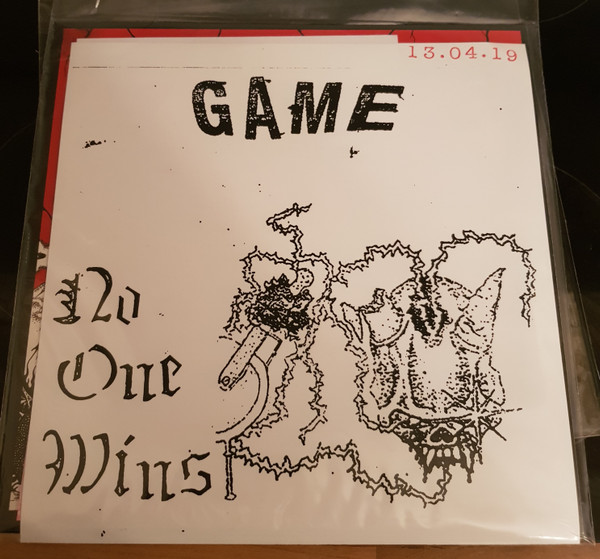 13.04.19
GAME
No
One
Wins